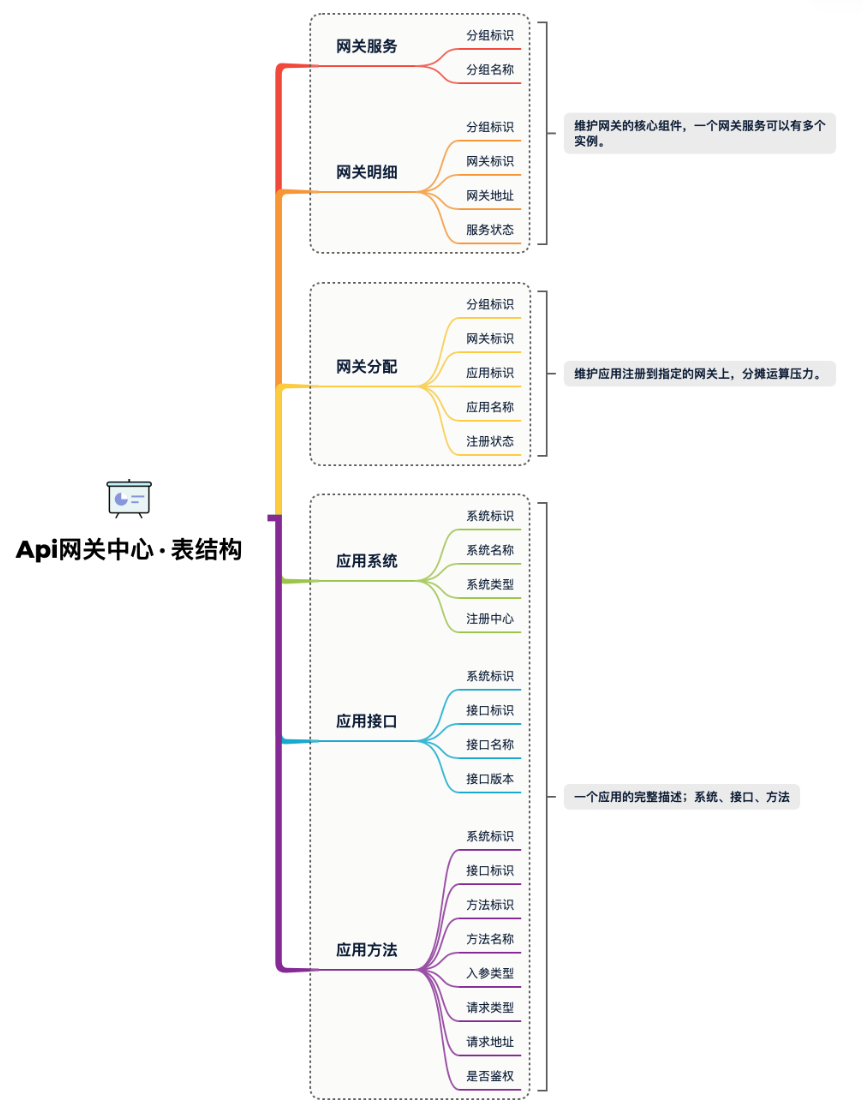 Api网关中心·表结构
网关服务
分组标识
分组名称
网关明细
分组标识
网关标识
网关地址
服务状态
维护网关的核心组件，一个网关服务可以有多个
实例。
网关分配
分组标识
网关标识
应用标识
应用名称
注册状态
维护应用注册到指定的网关上，分摊运算压力。
应用系统
系统标识
系统名称
系统类型
注册中心
应用接口
系统标识
接口标识
接口名称
接口版本
应用方法
系统标识
接口标识
方法标识
方法名称
入参类型
请求类型
请求地址
是否鉴权
一个应用的完整描述；系统、接口、方法